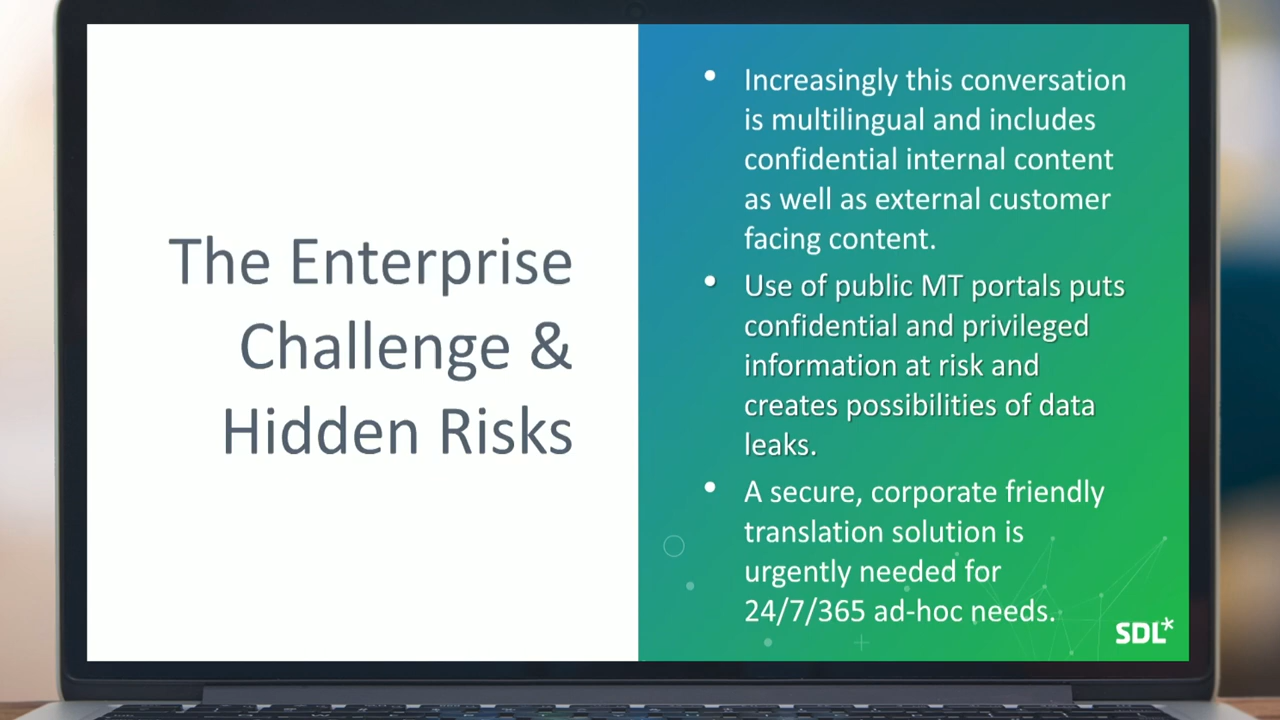 The Enterprise
Challenge &
Hidden Risks
• Increasingly this conversation
is multilingual and includes
confidential internal content
as well as external customer
facing content.
• Use of public MT portals puts
confidential and privileged
information at risk and
creates possibilities of data
leaks.
• A secure, corporate friendly
translation solution is
urgently needed for
24/7/365 ad-hoc needs.
SDL*